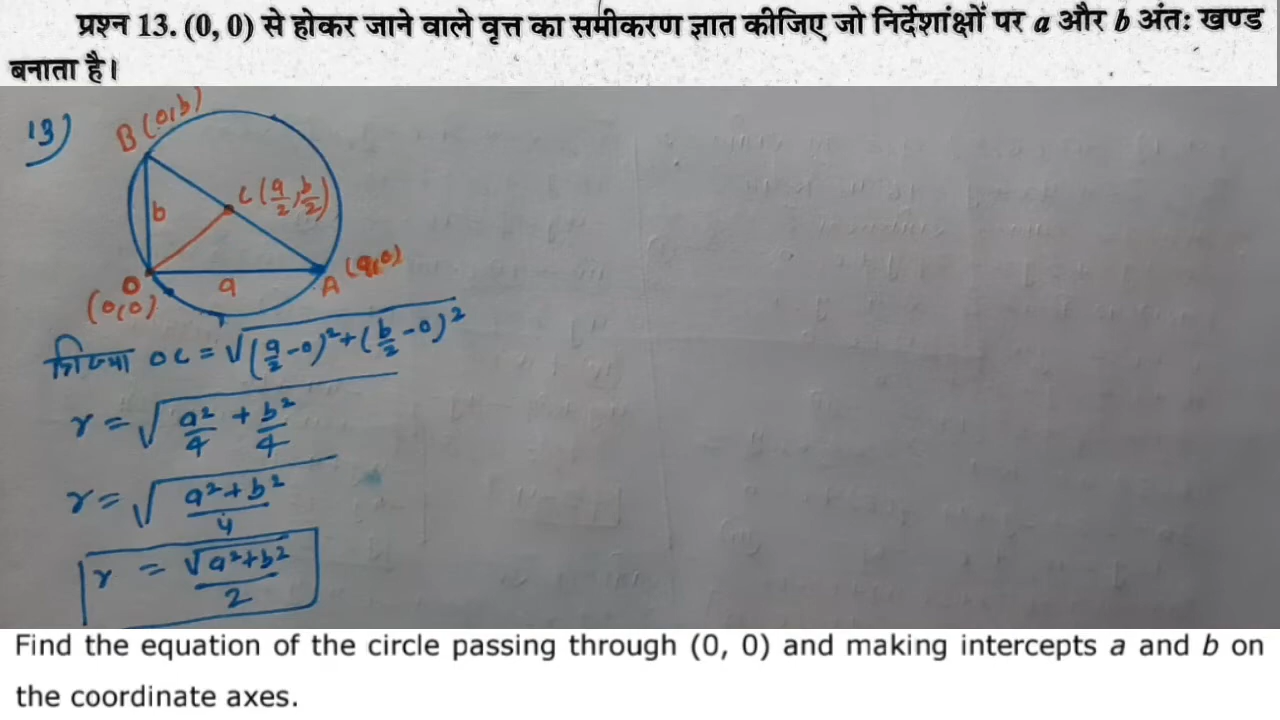 प्रश्न 13. (0, 0) से होकर जाने वाले वृत्त का समीकरण ज्ञात कीजिए जो निर्देशांक्षों पर a और b अंतः खण्ड
बनाता है।
13)
B (0,b)
C (a/2, b/2)
b
O
(0,0)
a
A (a,0)
त्रिज्या OC = √(a/2 - 0)² + (b/2 - 0)²
r = √a²/4 + b²/4
r = √a²+b²/4
r = √a²+b²/2
Find the equation of the circle passing through (0, 0) and making intercepts a and b on
the coordinate axes.